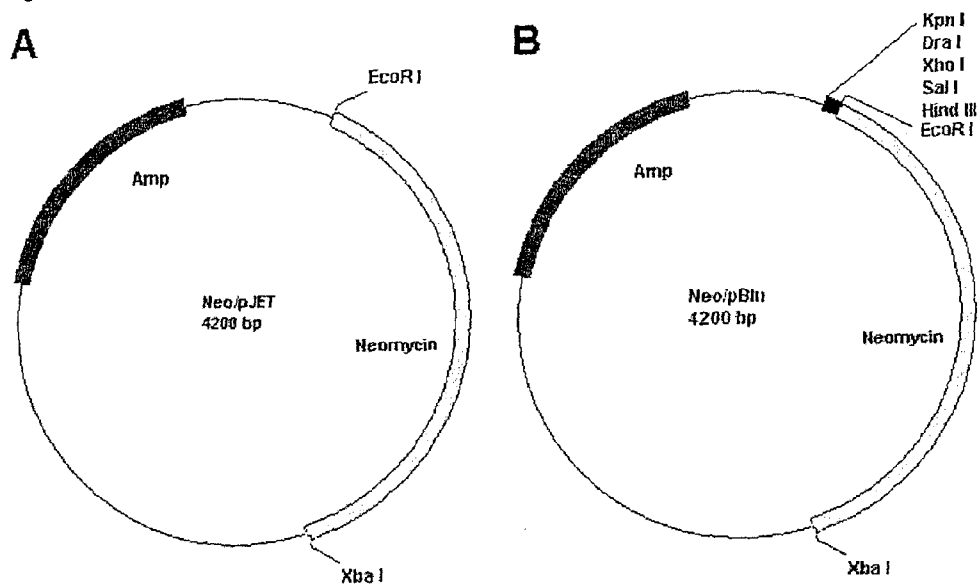 A
EcoR I
Amp
Neo/pJET
4200 bp
Neomycin
Xba I
B
Kpn I
Dra I
Xho I
Sal I
Hind III
EcoR I
Amp
Neo/pBlu
4200 bp
Neomycin
Xba I